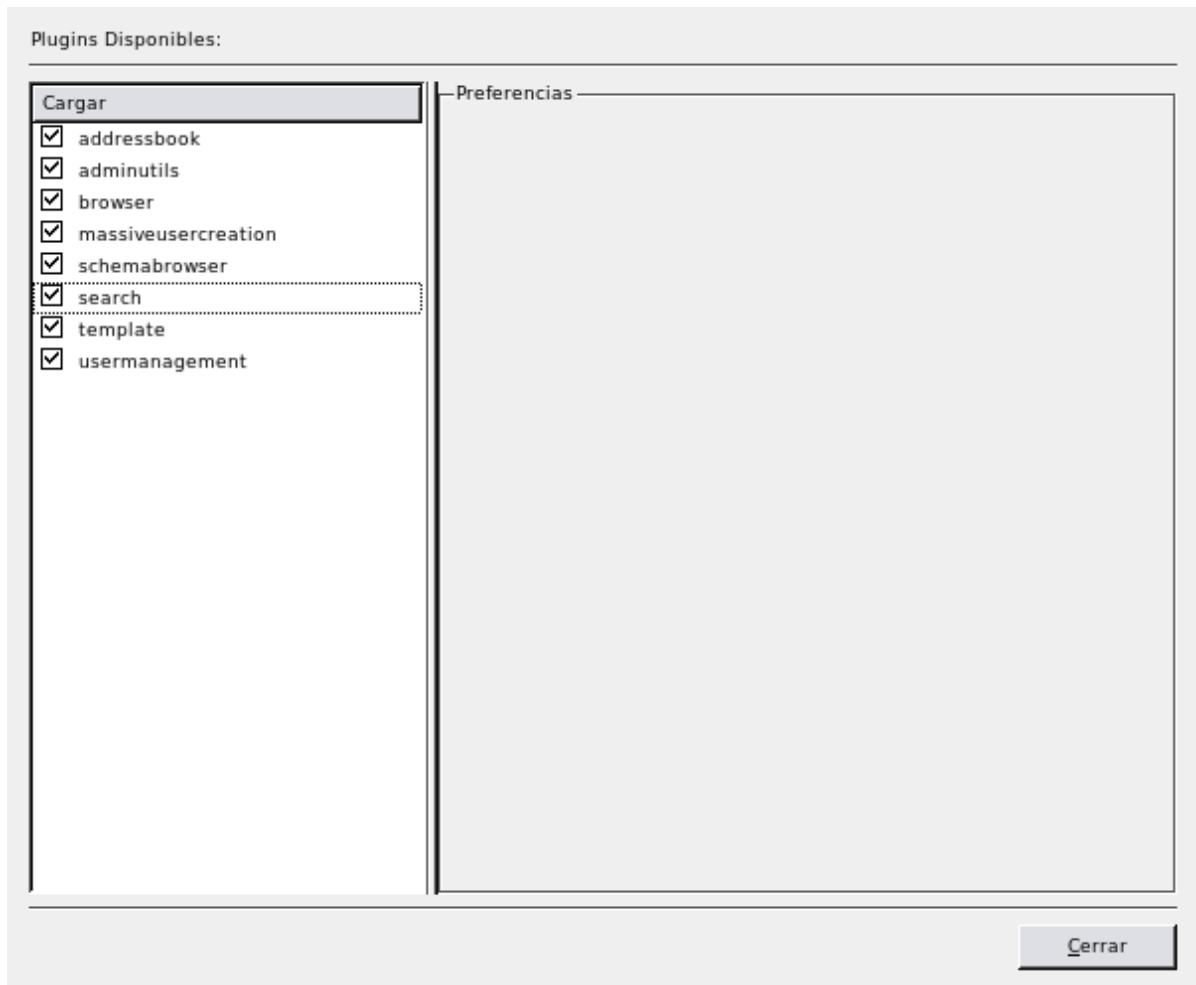 Plugins Disponibles:
Cargar
addressbook
adminutils
browser
massiveusercreation
schemabrowser
search
template
usermanagement
Preferencias
Cerrar